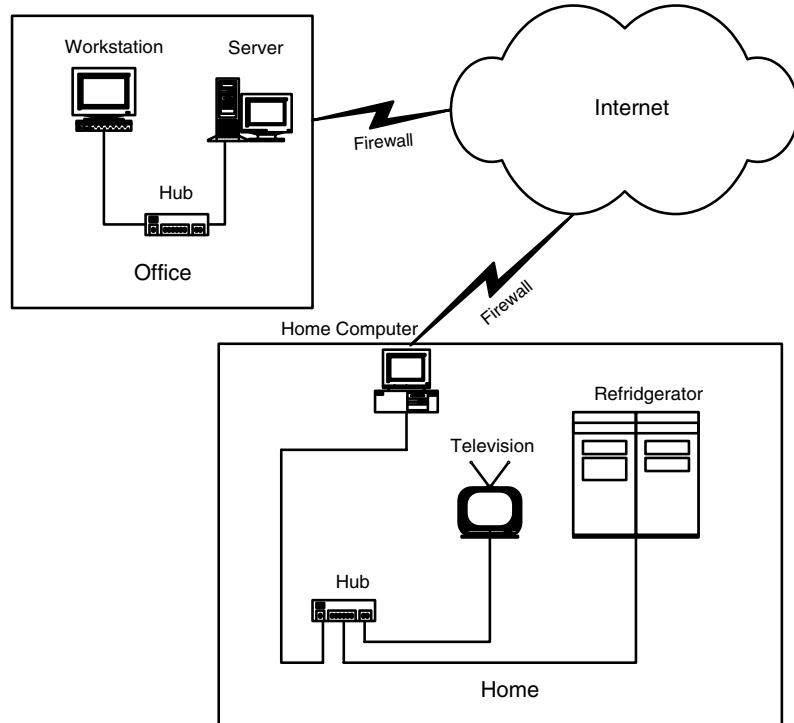 Workstation
Server
Internet
Firewall
Hub
Office
Firewall
Home Computer
Refridgerator
Television
Hub
Home